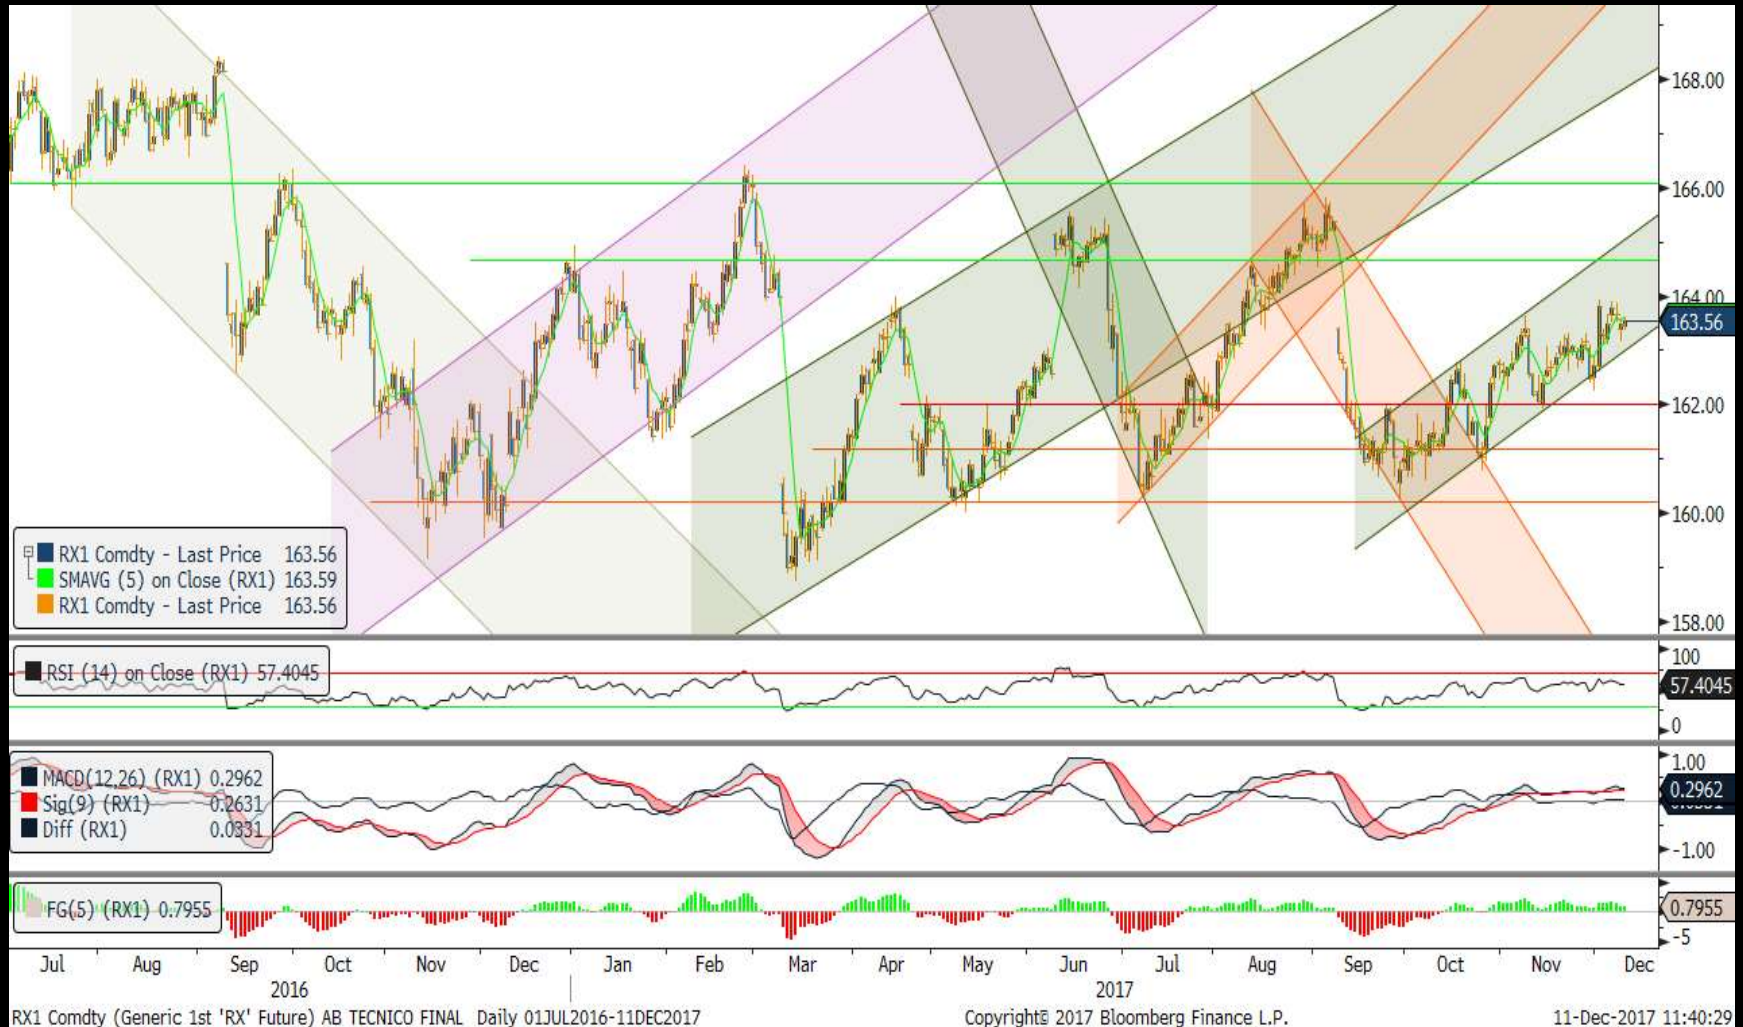 168.00
166.00
164.00
163.56
162.00
160.00
158.00
RX1 Comdty - Last Price 163.56
SMAVG (5) on Close (RX1) 163.59
RX1 Comdty - Last Price 163.56
100
RSI (14) on Close (RX1) 57.4045
57.4045
0
1.00
MACD(12,26) (RX1) 0.2962
0.2962
Sig(9) (RX1) 0.2631
Diff (RX1) 0.0331
-1.00
FG(5) (RX1) 0.7955
0.7955
-5
Jul Aug Sep Oct Nov Dec Jan Feb Mar Apr May Jun Jul Aug Sep Oct Nov Dec
2016 2017
RX1 Comdty (Generic 1st 'RX' Future) AB TECNICO FINAL Daily 01JUL2016-11DEC2017 Copyright© 2017 Bloomberg Finance L.P. 11-Dec-2017 11:40:29